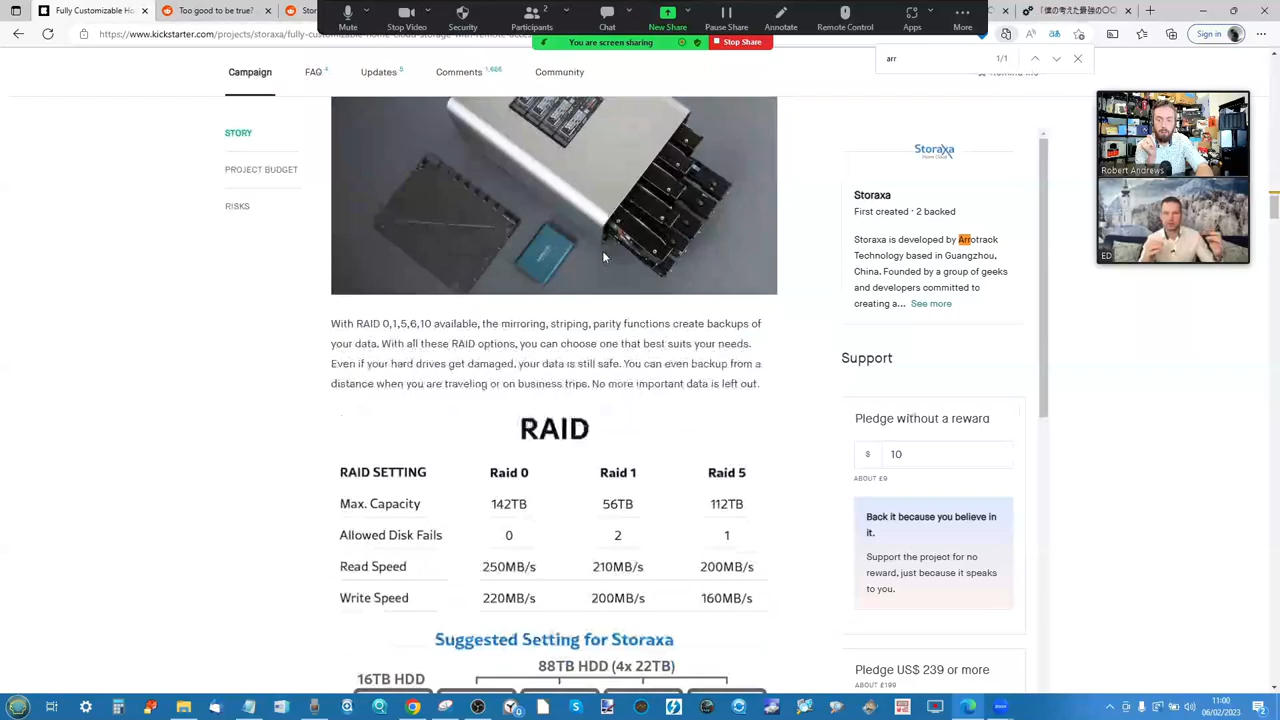 Fully Customizable Ho
Too good to be true?
Reddit - Stora
Mute
Stop Video
Security
Participants
Chat
New Share
Pause Share
Annotate
Remote Control
Apps
More
You are screen sharing
Stop Share
https://www.kickstarter.com/projects/storaxa/fully-
Sign in
arr
1/1
Campaign
FAQ 4
Updates 5
Comments 1,686
Community
STORY
PROJECT BUDGET
RISKS
Robert Andrews
ED
Storaxa
Home Cloud
Storaxa
First created · 2 backed
Storaxa is developed by Arrotrack
Technology based in Guangzhou,
China. Founded by a group of geeks
and developers committed to
creating a... See more
With RAID 0,1,5,6,10 available, the mirroring, striping, parity functions create backups of
your data. With all these RAID options, you can choose one that best suits your needs.
Even if your hard drives get damaged, your data is still safe. You can even backup from a
distance when you are traveling or on business trips. No more important data is left out.
Support
Pledge without a reward
$ 10
ABOUT £9
Back it because you believe in
it.
Support the project for no
reward, just because it speaks
to you.
Pledge US$ 239 or more
ABOUT £199
RAID
RAID SETTING Raid 0 Raid 1 Raid 5
Max. Capacity 142TB 56TB 112TB
Allowed Disk Fails 0 2 1
Read Speed 250MB/s 210MB/s 200MB/s
Write Speed 220MB/s 200MB/s 160MB/s
Suggested Setting for Storaxa
88TB HDD (4x 22TB)
16TB HDD
11:00
06/02/2023